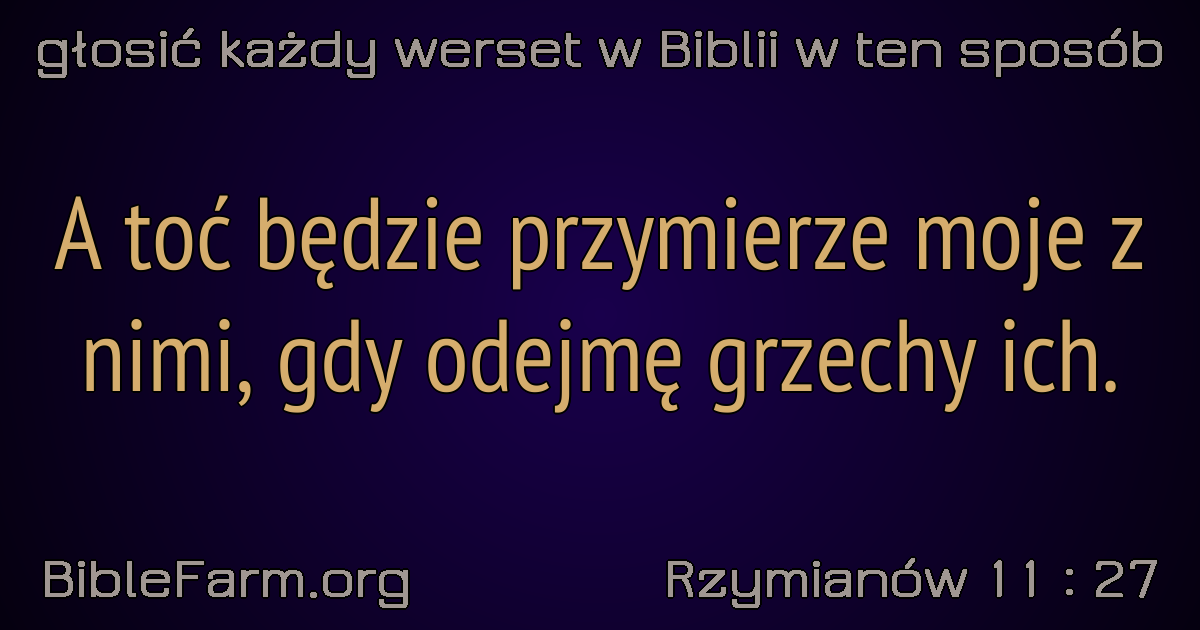 głosić każdy werset w Biblii w ten sposób
A toć będzie przymierze moje z
nimi, gdy odejmę grzechy ich.
BibleFarm.org
Rzymianów 11 : 27